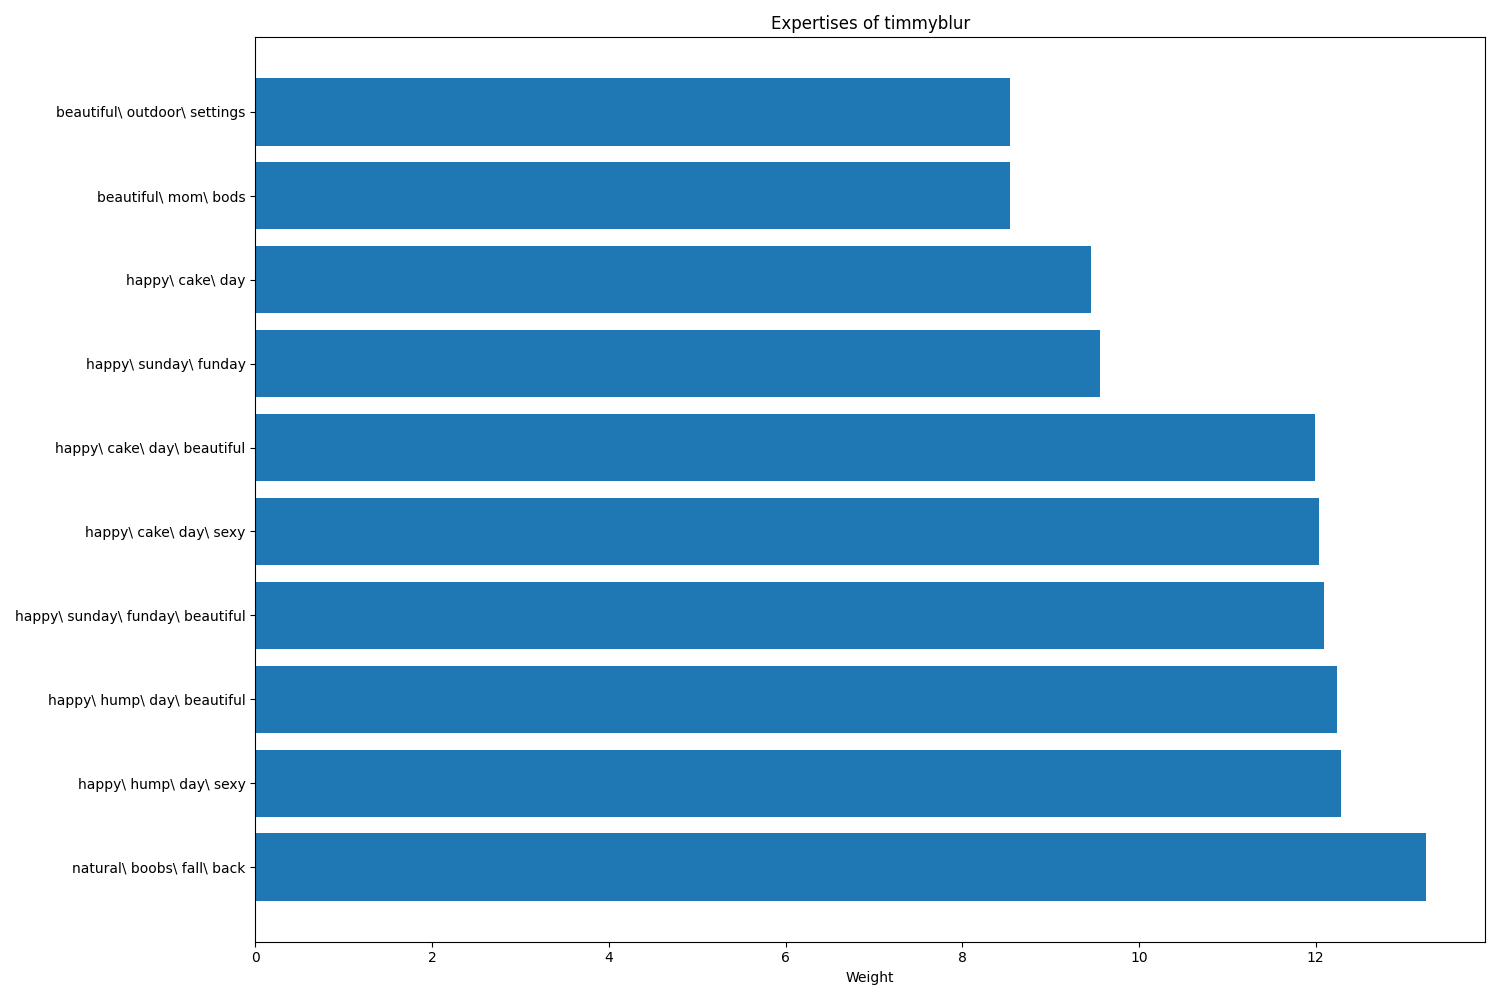 Expertises of timmyblur
beautiful\ outdoor\ settings
beautiful\ mom\ bods
happy\ cake\ day
happy\ sunday\ funday
happy\ cake\ day\ beautiful
happy\ cake\ day\ sexy
happy\ sunday\ funday\ beautiful
happy\ hump\ day\ beautiful
happy\ hump\ day\ sexy
natural\ boobs\ fall\ back
0 2 4 6 8 10 12
Weight